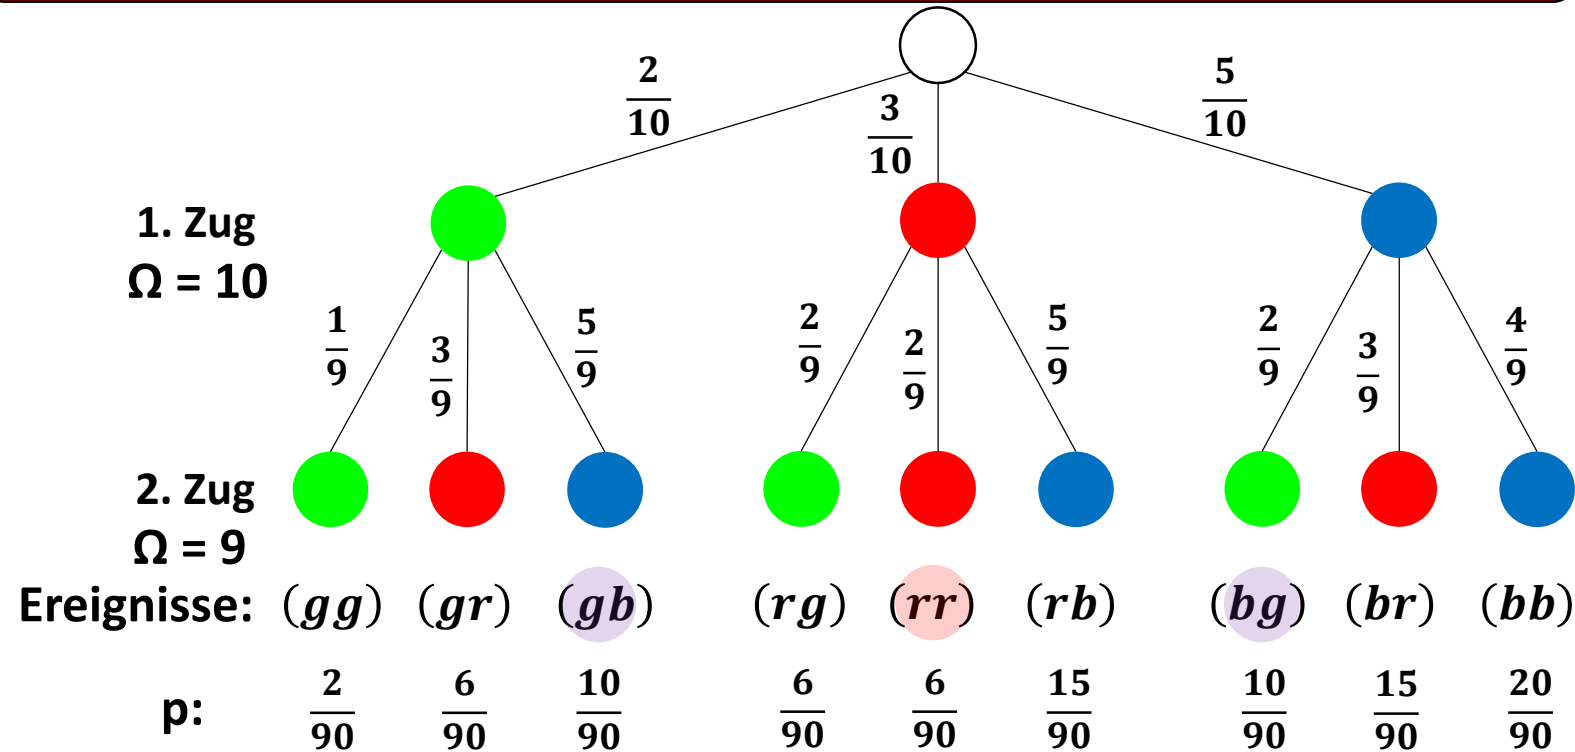 2/10 3/10 5/10
1. Zug
Ω = 10
1/9 3/9 5/9 2/9 2/9 5/9 2/9 3/9 4/9
2. Zug
Ω = 9
Ereignisse: (gg) (gr) (gb) (rg) (rr) (rb) (bg) (br) (bb)
p: 2/90 6/90 10/90 6/90 6/90 15/90 10/90 15/90 20/90